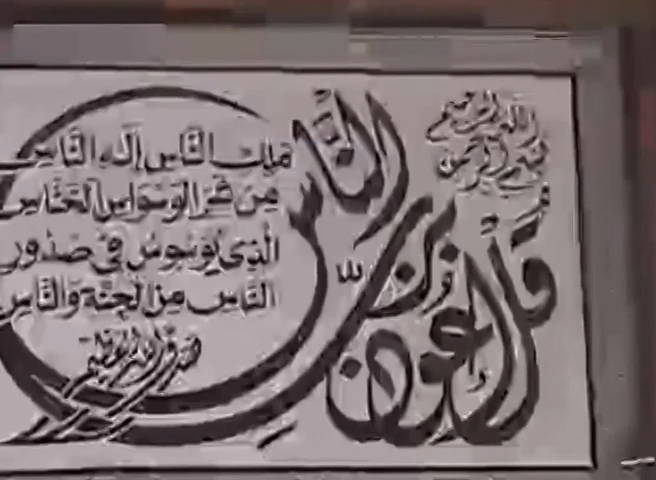 بسم الله الرحمن الرحيم
قل أعوذ برب الناس
ملك الناس إله الناس
من شر الوسواس الخناس
الذي يوسوس في صدور
الناس من الجنة والناس
صدق الله العظيم